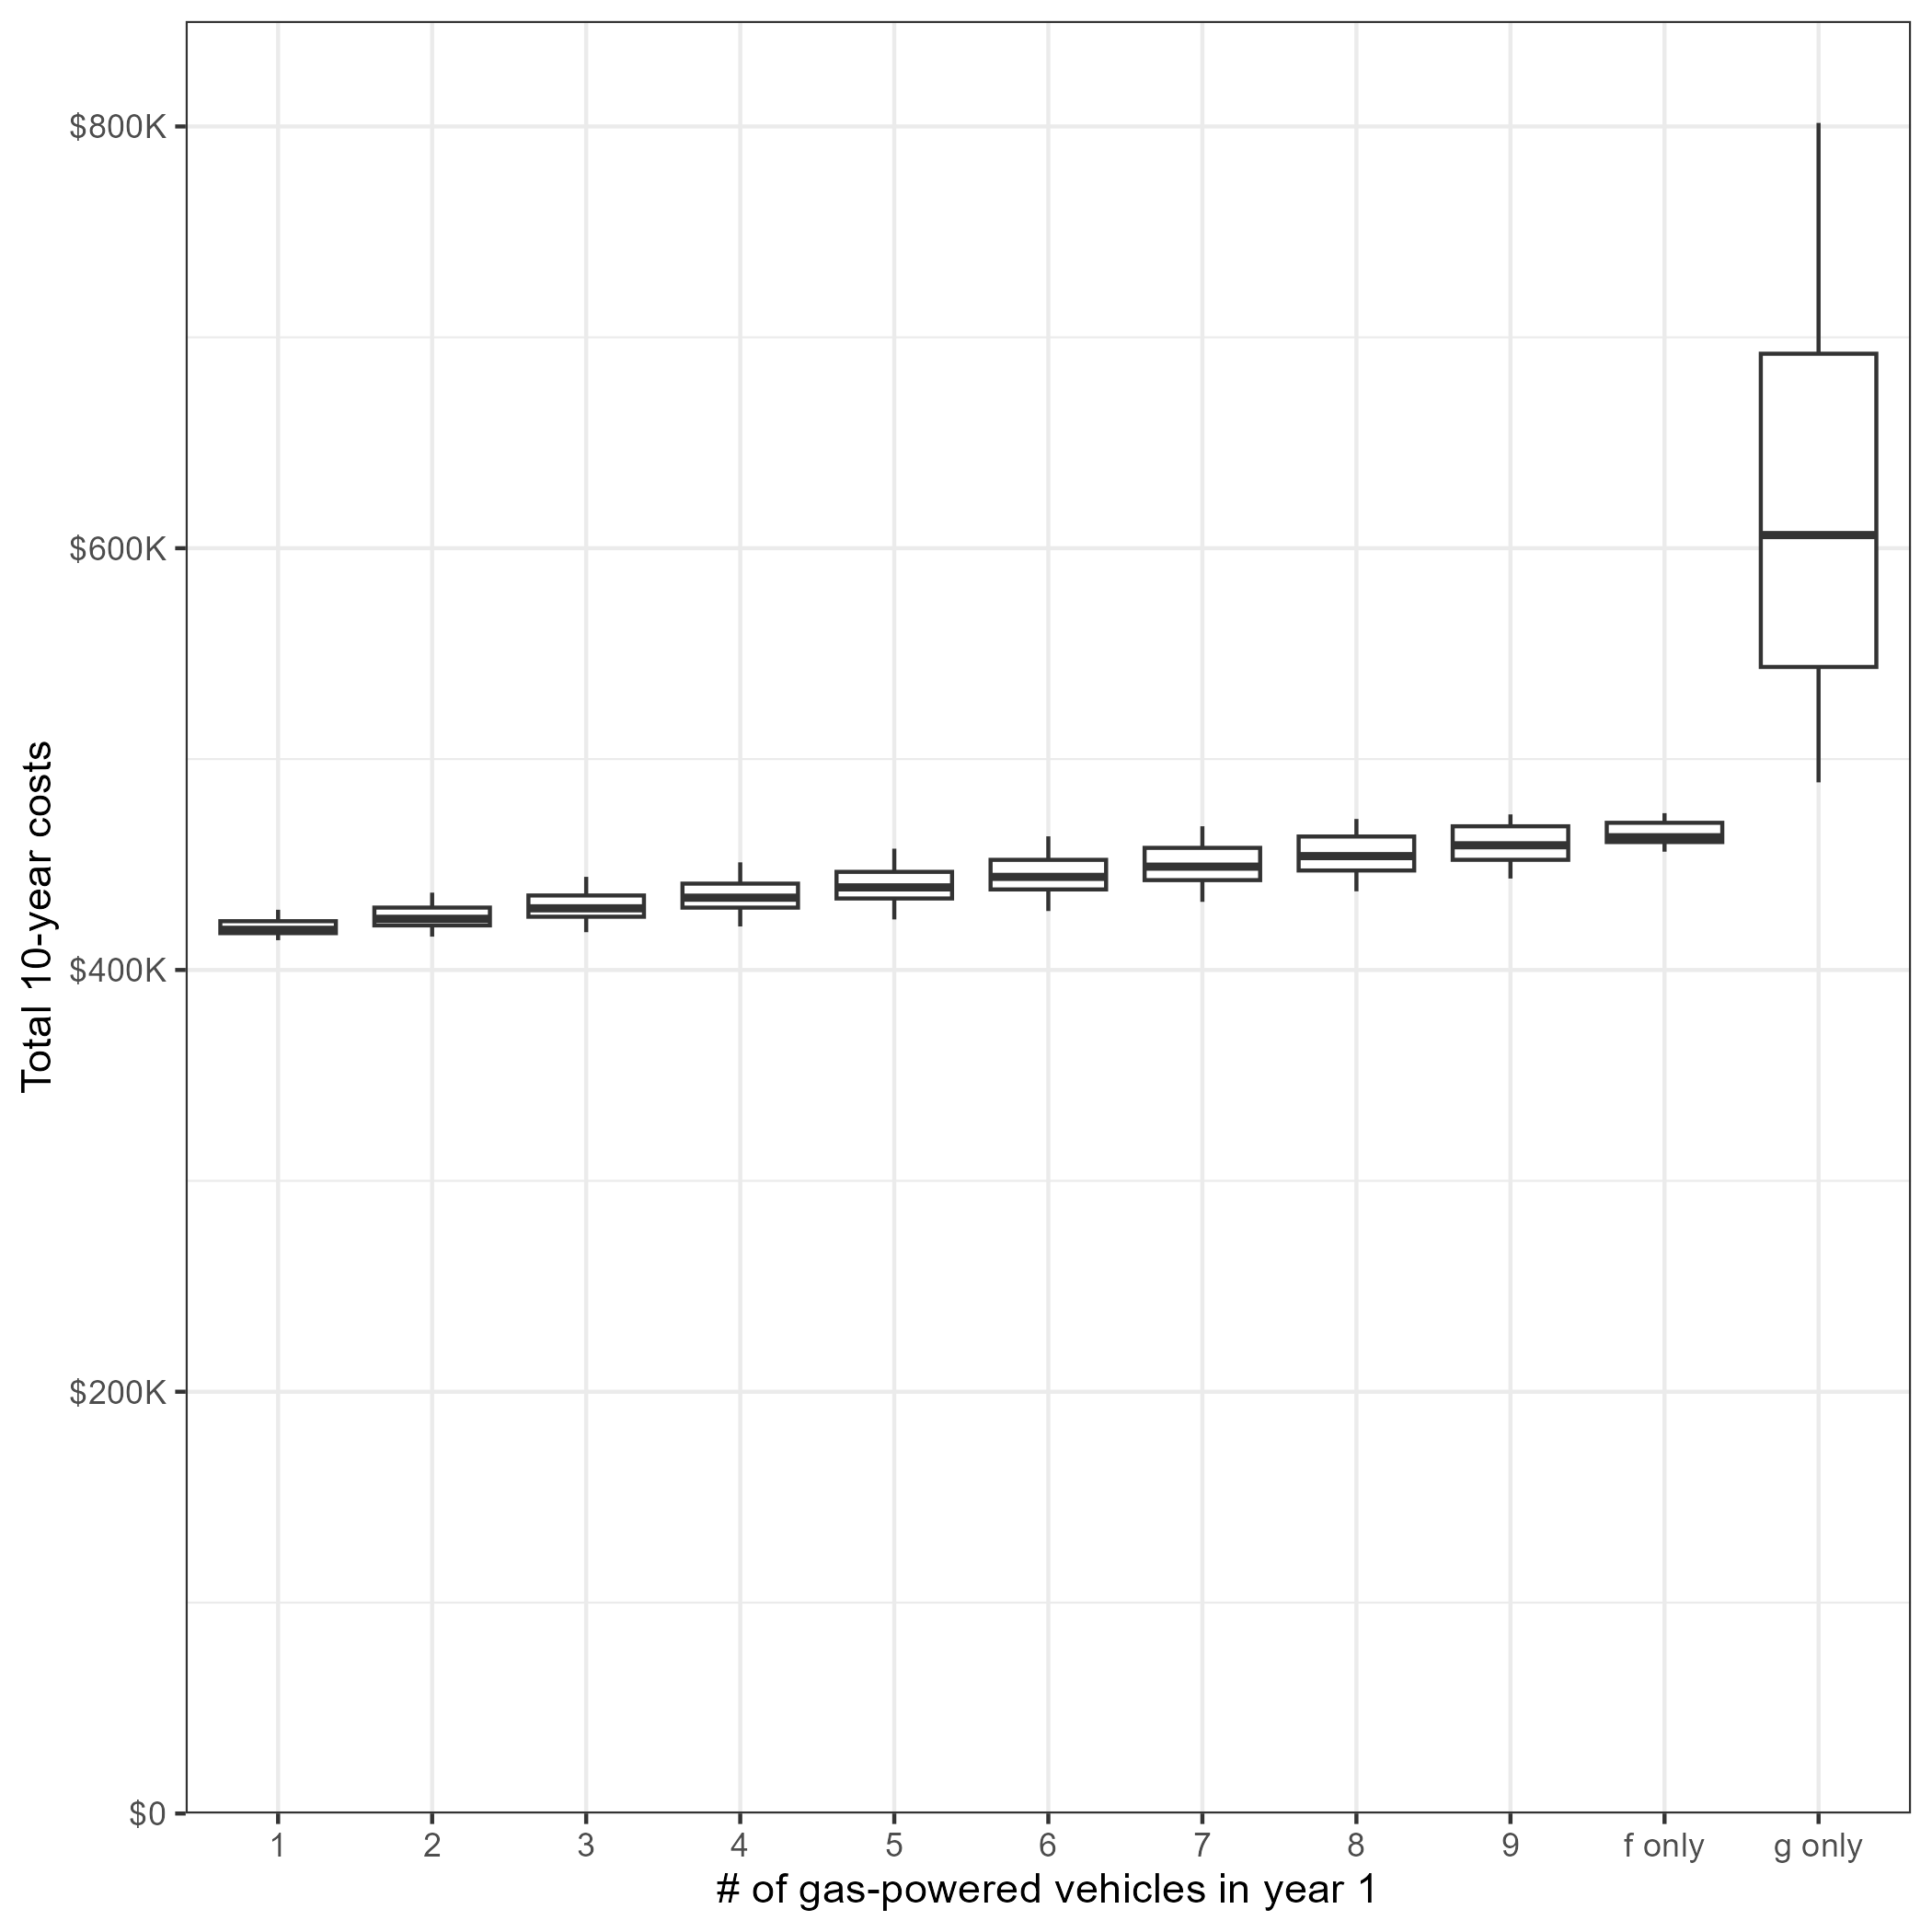 Total 10-year costs
$800K
$600K
$400K
$200K
$0
1 2 3 4 5 6 7 8 9 f only g only
# of gas-powered vehicles in year 1